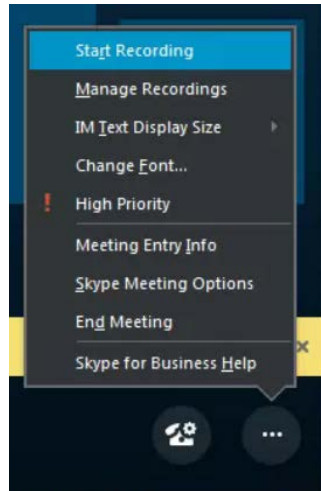 Start Recording
Manage Recordings
IM Text Display Size
Change Font...
! High Priority
Meeting Entry Info
Skype Meeting Options
End Meeting
Skype for Business Help